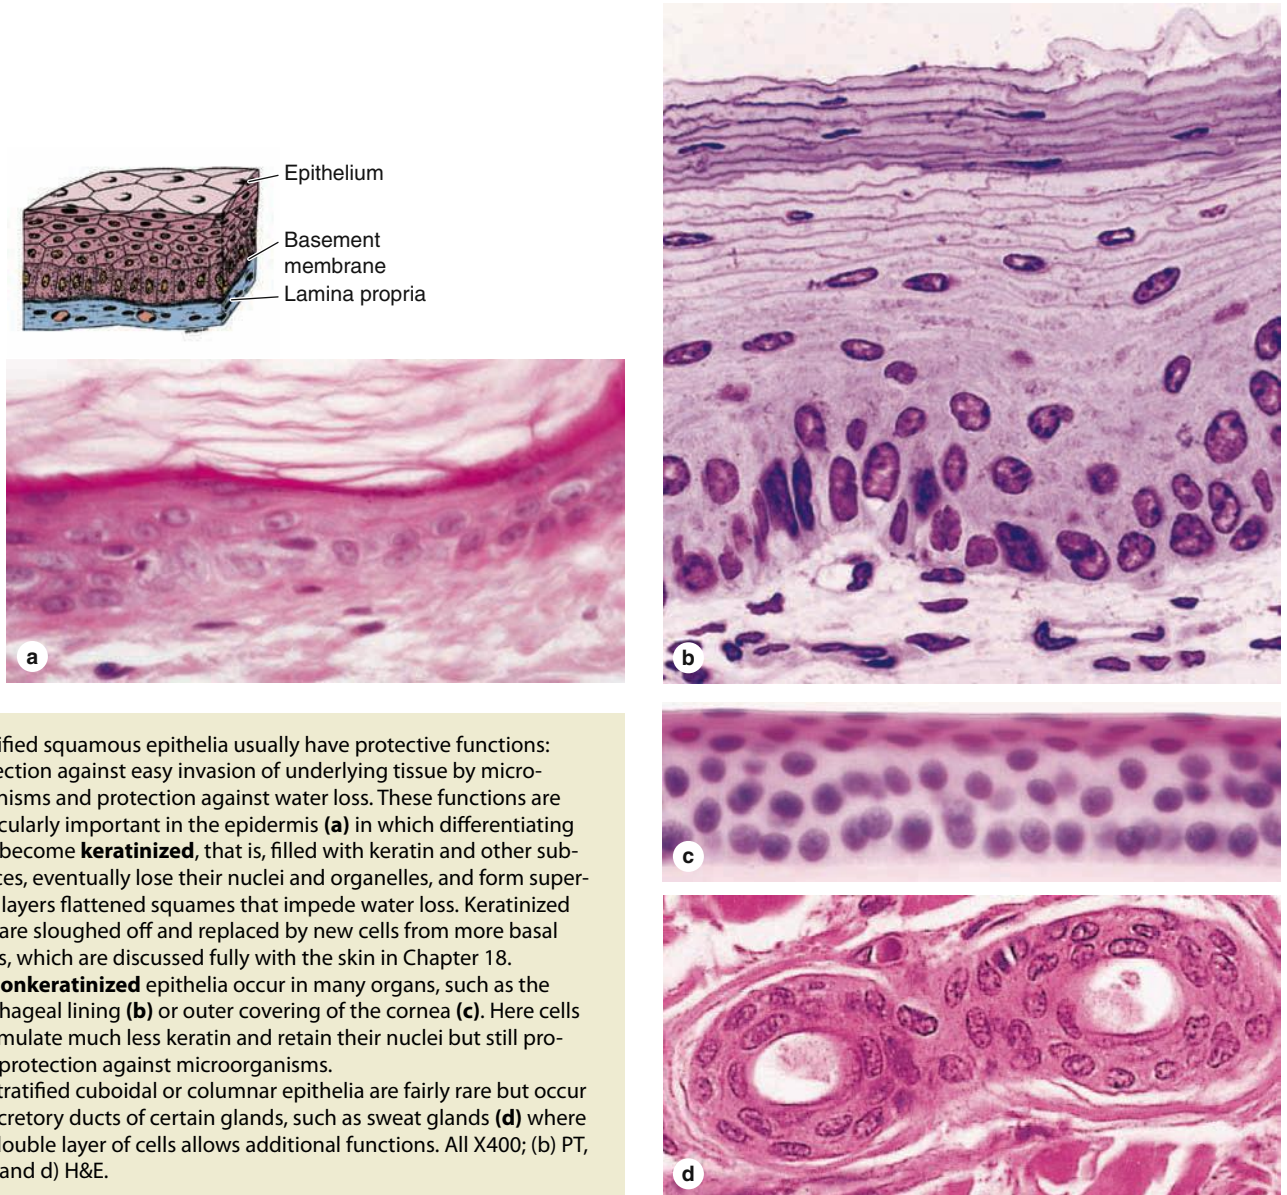 Epithelium
Basement
membrane
Lamina propria
a
b
c
d
ified squamous epithelia usually have protective functions:
ection against easy invasion of underlying tissue by micro-
nisms and protection against water loss. These functions are
cularly important in the epidermis (a) in which differentiating
become keratinized, that is, filled with keratin and other sub-
ces, eventually lose their nuclei and organelles, and form super-
layers flattened squames that impede water loss. Keratinized
are sloughed off and replaced by new cells from more basal
s, which are discussed fully with the skin in Chapter 18.
onkeratinized epithelia occur in many organs, such as the
hageal lining (b) or outer covering of the cornea (c). Here cells
mulate much less keratin and retain their nuclei but still pro-
protection against microorganisms.
tratified cuboidal or columnar epithelia are fairly rare but occur
cretory ducts of certain glands, such as sweat glands (d) where
louble layer of cells allows additional functions. All X400; (b) PT,
and d) H&E.